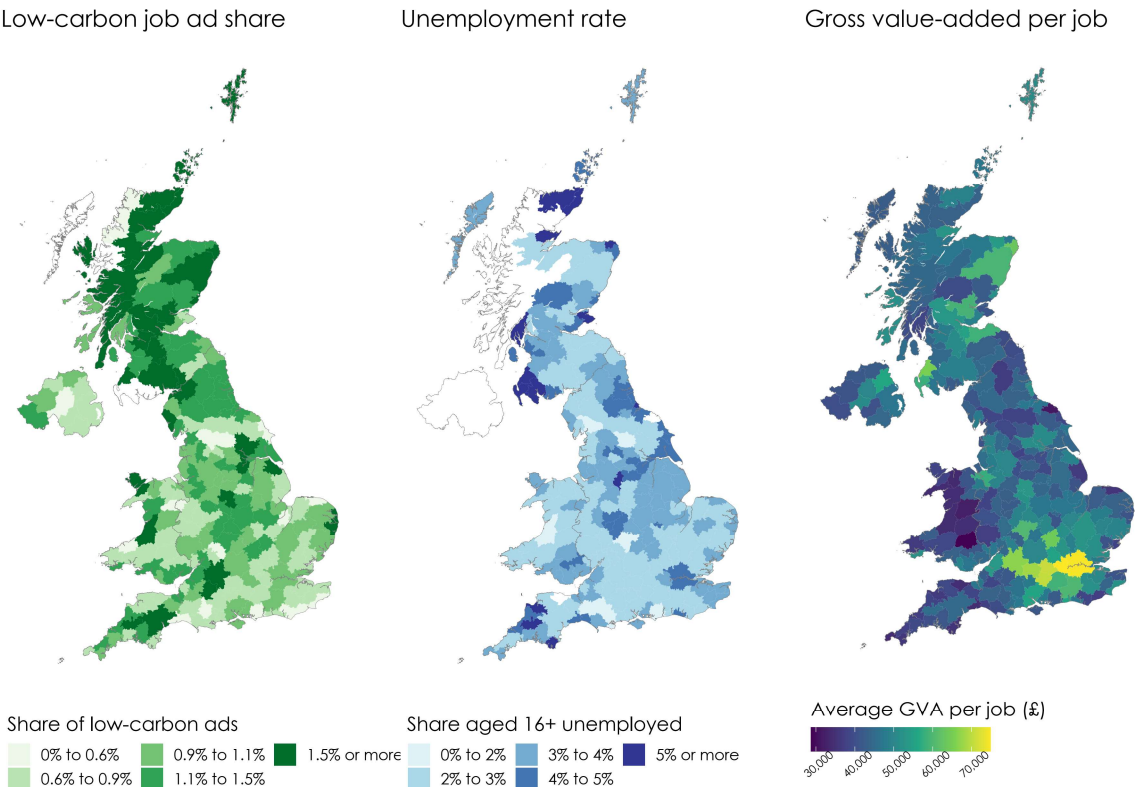 Low-carbon job ad share
Unemployment rate
Gross value-added per job
Share of low-carbon ads
0% to 0.6%
0.6% to 0.9%
0.9% to 1.1%
1.1% to 1.5%
1.5% or more
Share aged 16+ unemployed
0% to 2%
2% to 3%
3% to 4%
4% to 5%
5% or more
Average GVA per job (£)
30,000
40,000
50,000
60,000
70,000